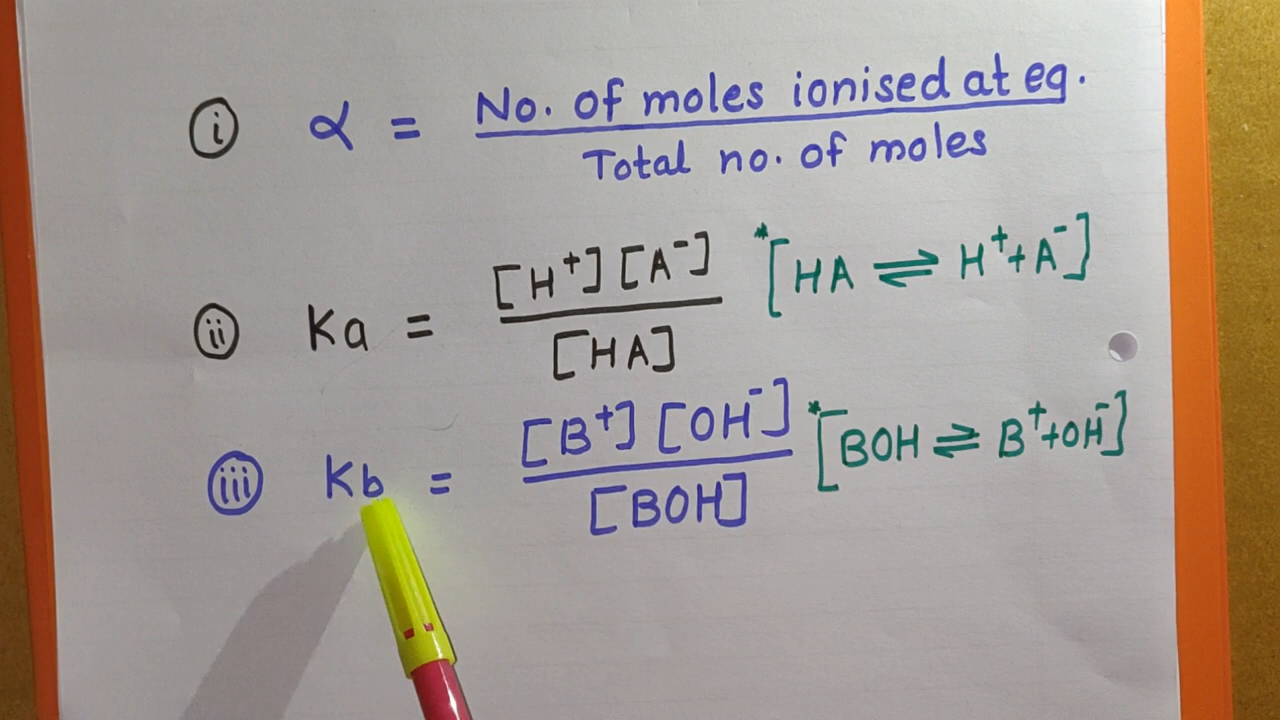 (i) α = No. of moles ionised at eq. / Total no. of moles
(ii) Ka = [H⁺] [A⁻] / [HA] *[HA ⇌ H⁺+A⁻]
(iii) Kb = [B⁺] [OH⁻] / [BOH] *[BOH ⇌ B⁺+OH⁻]